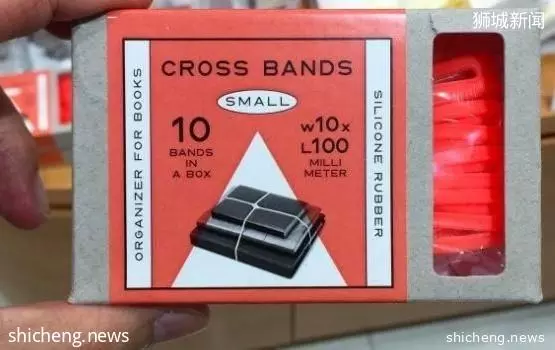 狮城新闻
CROSS BANDS
SMALL
10
BANDS
IN
A BOX
W10X
L100
MILLI
METER
ORGANIZER FOR BOOKS
SILICONE RUBBER
shicheng.news
shicheng.news